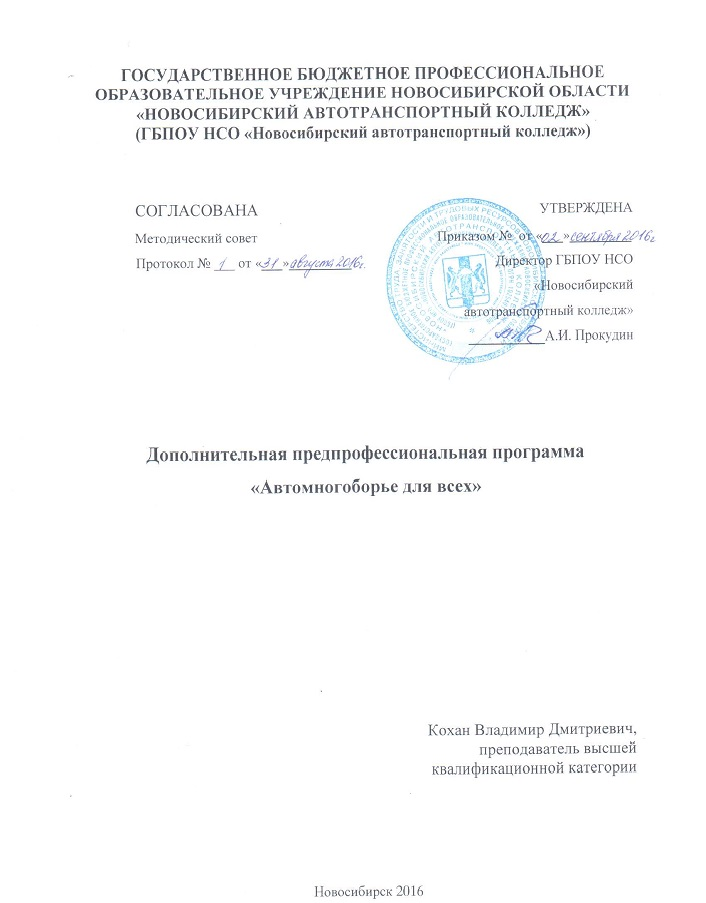 ГОСУДАРСТВЕННОЕ БЮДЖЕТНОЕ ПРОФЕССИОНАЛЬНОЕ
ОБРАЗОВАТЕЛЬНОЕ УЧРЕЖДЕНИЕ НОВОСИБИРСКОЙ ОБЛАСТИ
«НОВОСИБИРСКИЙ АВТОТРАНСПОРТНЫЙ КОЛЛЕДЖ»
(ГБПОУ НСО «Новосибирский автотранспортный колледж»)
СОГЛАСОВАНА
Методический совет
Протокол № 1 от «31» августа 2016г.
УТВЕРЖДЕНА
Приказом № от «02» сентября 2016г
Директор ГБПОУ НСО
«Новосибирский
автотранспортный колледж»
А.И. Прокудин
Дополнительная предпрофессиональная программа
«Автомногоборье для всех»
Кохан Владимир Дмитриевич,
преподаватель высшей
квалификационной категории
Новосибирск 2016